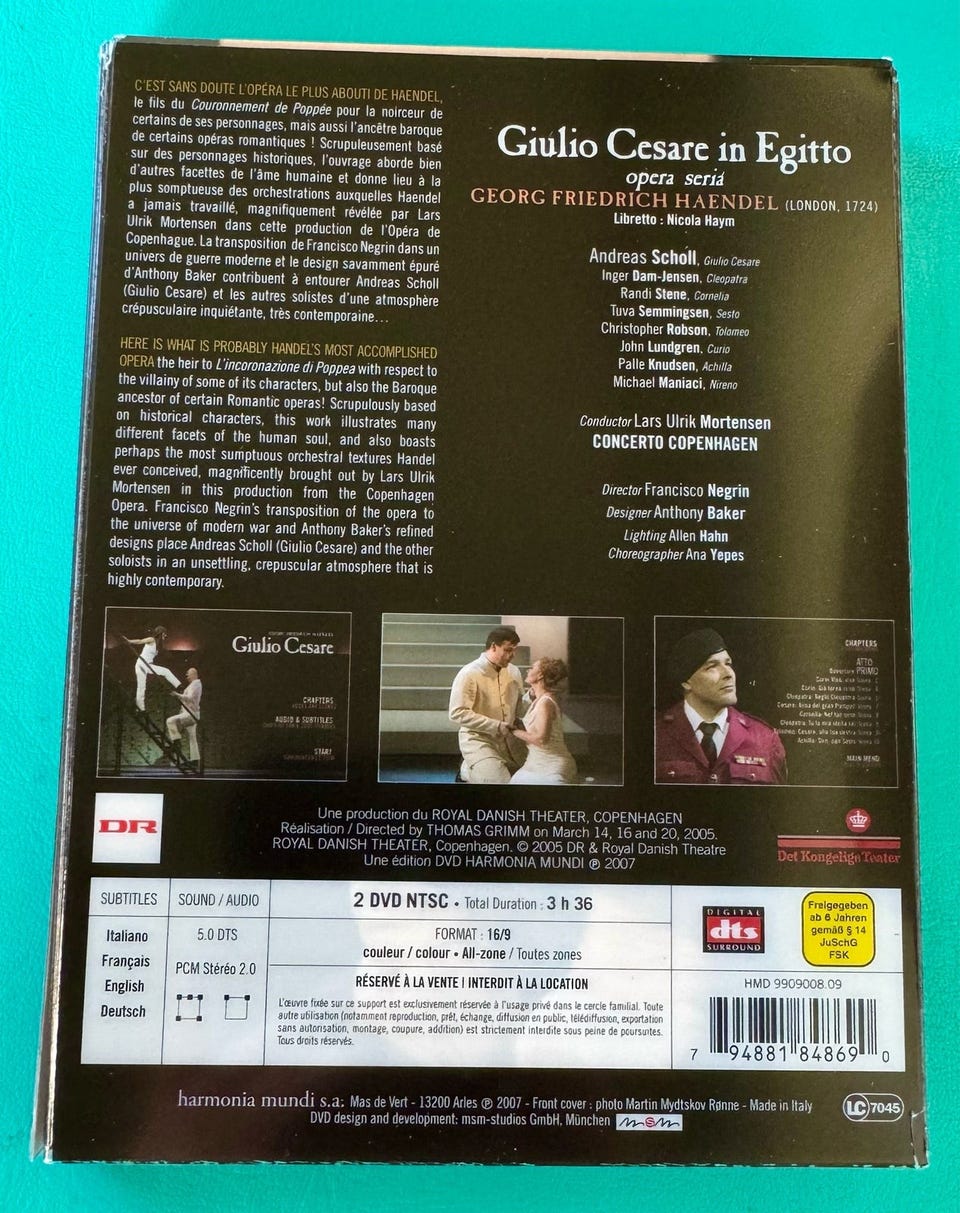 C'EST SANS DOUTE L'OPÉRA LE PLUS ABOUTI DE HAENDEL,
le fils du Couronnement de Poppée pour la noirceur de
certains de ses personnages, mais aussi l'ancêtre baroque
de certains opéras romantiques ! Scrupuleusement basé
sur des personnages historiques, l'ouvrage aborde bien
d'autres facettes de l'âme humaine et donne lieu à la
plus somptueuse des orchestrations auxquelles Haendel
a jamais travaillé, magnifiquement révélée par Lars
Ulrik Mortensen dans cette production de l'Opéra de
Copenhague. La transposition de Francisco Negrin dans un
univers de guerre moderne et le design savamment épuré
d'Anthony Baker contribuent à entourer Andreas Scholl
(Giulio Cesare) et les autres solistes d'une atmosphère
crépusculaire inquiétante, très contemporaine...
HERE IS WHAT IS PROBABLY HANDEL'S MOST ACCOMPLISHED
OPERA the heir to L'incoronazione di Poppea with respect to
the villainy of some of its characters, but also the Baroque
ancestor of certain Romantic operas! Scrupulously based
on historical characters, this work illustrates many
different facets of the human soul, and also boasts
perhaps the most sumptuous orchestral textures Handel
ever conceived, magnificently brought out by Lars Ulrik
Mortensen in this production from the Copenhagen
Opera. Francisco Negrin's transposition of the opera to
the universe of modern war and Anthony Baker's refined
designs place Andreas Scholl (Giulio Cesare) and the other
soloists in an unsettling, crepuscular atmosphere that is
highly contemporary.
Giulio Cesare in Egitto
opera seria
GEORG FRIEDRICH HAENDEL (LONDON, 1724)
Libretto : Nicola Haym
Andreas Scholl, Giulio Cesare
Inger Dam-Jensen, Cleopatra
Randi Stene, Cornelia
Tuva Semmingsen, Sesto
Christopher Robson, Tolomeo
John Lundgren, Curio
Palle Knudsen, Achilla
Michael Maniaci, Nireno
Conductor Lars Ulrik Mortensen
CONCERTO COPENHAGEN
Director Francisco Negrin
Designer Anthony Baker
Lighting Allen Hahn
Choreographer Ana Yepes
Giulio Cesare
CHAPTERS
AUDIO & SUBTITLES
START
CHAPTERS
ATTO
PRIMO
MAIN MENU
DR
Une production du ROYAL DANISH THEATER, COPENHAGEN
Réalisation / Directed by THOMAS GRIMM on March 14, 16 and 20, 2005.
ROYAL DANISH THEATER, Copenhagen. © 2005 DR & Royal Danish Theatre
Une édition DVD HARMONIA MUNDI ℗ 2007
Det Kongelige Teater
SUBTITLES
Italiano
Français
English
Deutsch
SOUND / AUDIO
5.0 DTS
PCM Stéréo 2.0
2 DVD NTSC • Total Duration : 3 h 36
FORMAT : 16/9
couleur / colour • All-zone / Toutes zones
RÉSERVÉ À LA VENTE | INTERDIT À LA LOCATION
L'œuvre fixée sur ce support est exclusivement réservée à l'usage privé dans le cercle familial. Toute
autre utilisation (notamment reproduction, prêt, échange, diffusion en public, télédiffusion, exportation
sans autorisation, montage, coupure, addition) est strictement interdite sous peine de poursuites.
Tous droits réservés.
DIGITAL
dts
SURROUND
Freigegeben
ab 6 Jahren
gemäß § 14
JuSchG
FSK
HMD 9909008.09
7 94881 84869 0
harmonia mundi s.a: Mas de Vert - 13200 Arles ℗ 2007 - Front cover : photo Martin Mydtskov Rønne - Made in Italy
DVD design and development: msm-studios GmbH, München msm
LC 7045